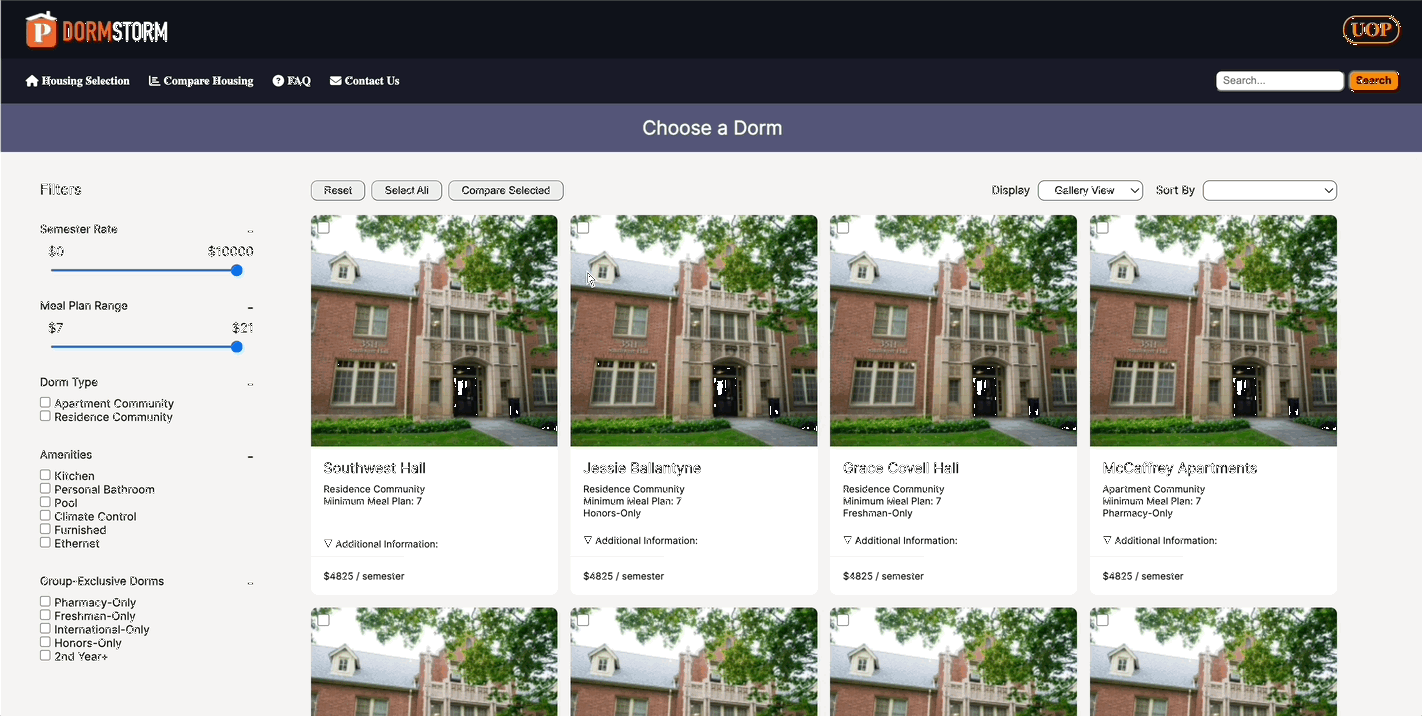 P DORMSTORM
UOP
Housing Selection Compare Housing FAQ Contact Us
Search... Search
Choose a Dorm
Filters
Reset Select All Compare Selected
Display Gallery View Sort By
Semester Rate
$0 $10000
Meal Plan Range
$7 $21
Dorm Type
Apartment Community
Residence Community
Amenities
Kitchen
Personal Bathroom
Pool
Climate Control
Furnished
Ethernet
Group-Exclusive Dorms
Pharmacy-Only
Freshman-Only
International-Only
Honors-Only
2nd Year+
Southwest Hall
Residence Community
Minimum Meal Plan: 7
▽ Additional Information:
$4825 / semester
Jessie Ballantyne
Residence Community
Minimum Meal Plan: 7
Honors-Only
▽ Additional Information:
$4825 / semester
Grace Covell Hall
Residence Community
Minimum Meal Plan: 7
Freshman-Only
▽ Additional Information:
$4825 / semester
McCaffrey Apartments
Apartment Community
Minimum Meal Plan: 7
Pharmacy-Only
▽ Additional Information:
$4825 / semester